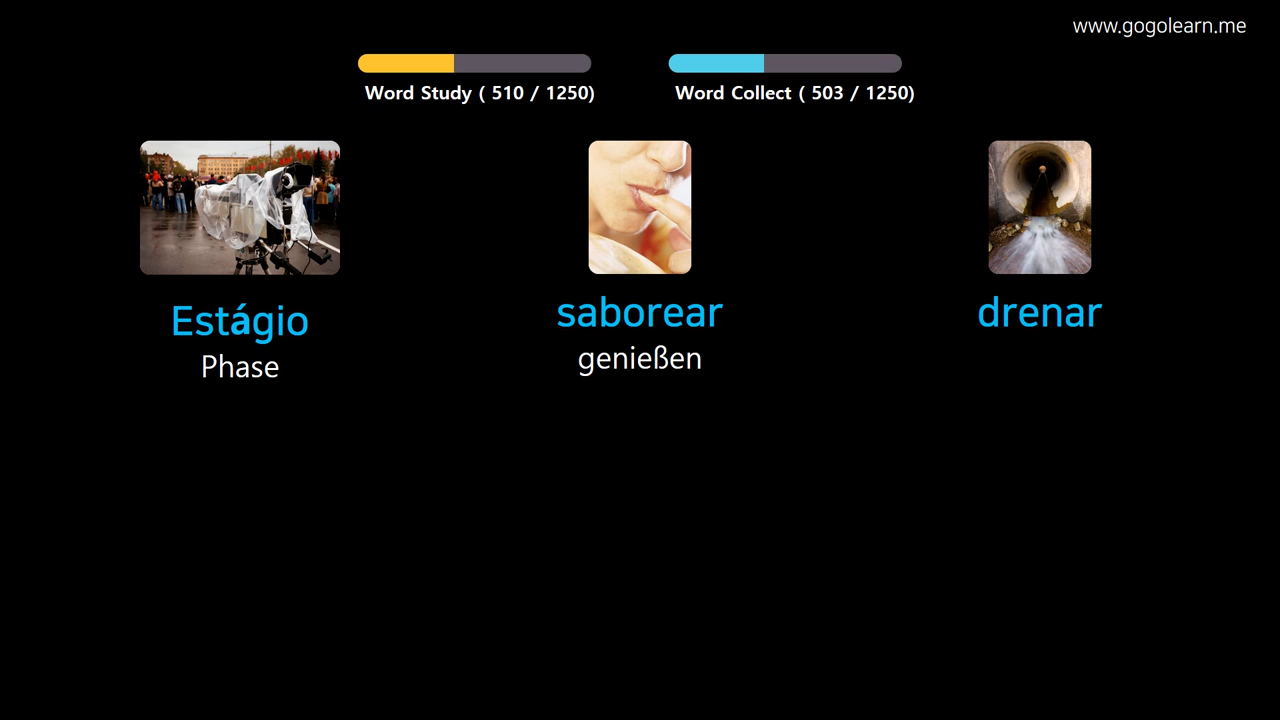 www.gogolearn.me
Word Study ( 510 / 1250)
Word Collect ( 503 / 1250)
Estágio
Phase
saborear
genießen
drenar